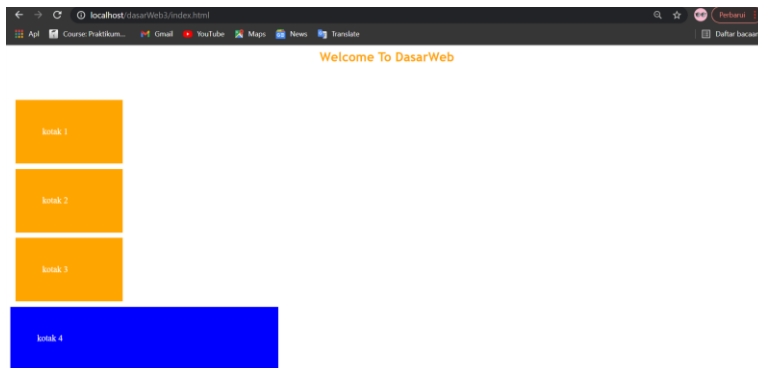 localhost/dasarWeb3/index.html
Perbarui
Apl Course: Praktikum... Gmail YouTube Maps News Translate Daftar bacaan
Welcome To DasarWeb
kotak 1
kotak 2
kotak 3
kotak 4